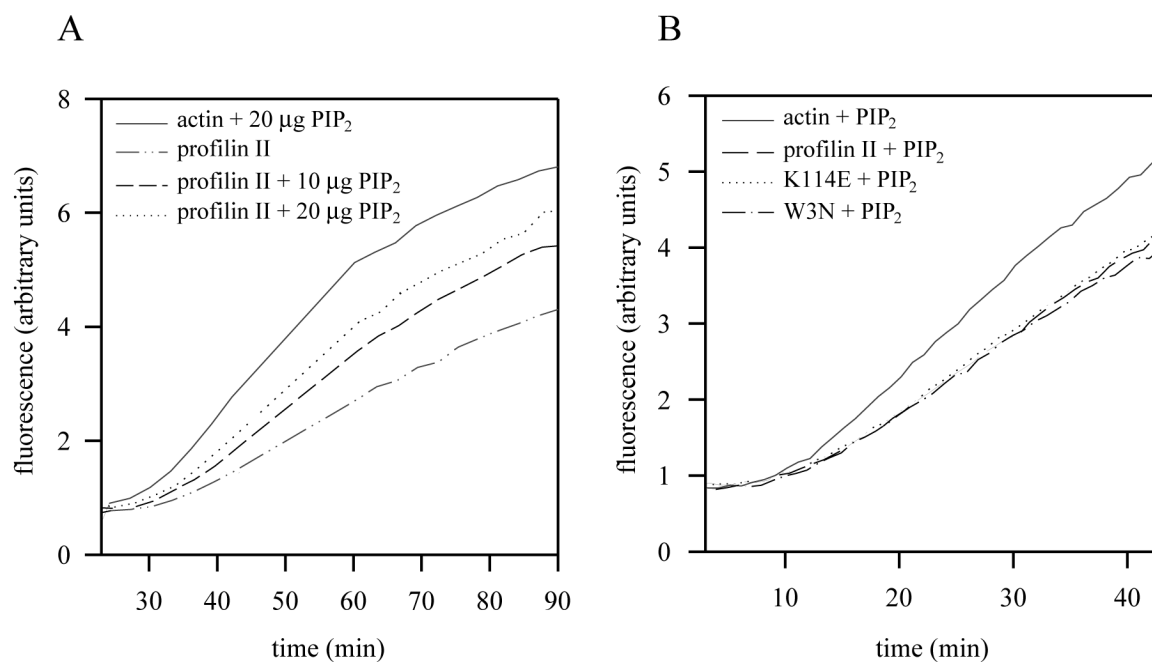 A
fluorescence (arbitrary units)
8
6
4
2
0
actin + 20 μg PIP₂
profilin II
profilin II + 10 μg PIP₂
profilin II + 20 μg PIP₂
30 40 50 60 70 80 90
time (min)
B
fluorescence (arbitrary units)
6
5
4
3
2
1
0
actin + PIP₂
profilin II + PIP₂
K114E + PIP₂
W3N + PIP₂
10 20 30 40
time (min)